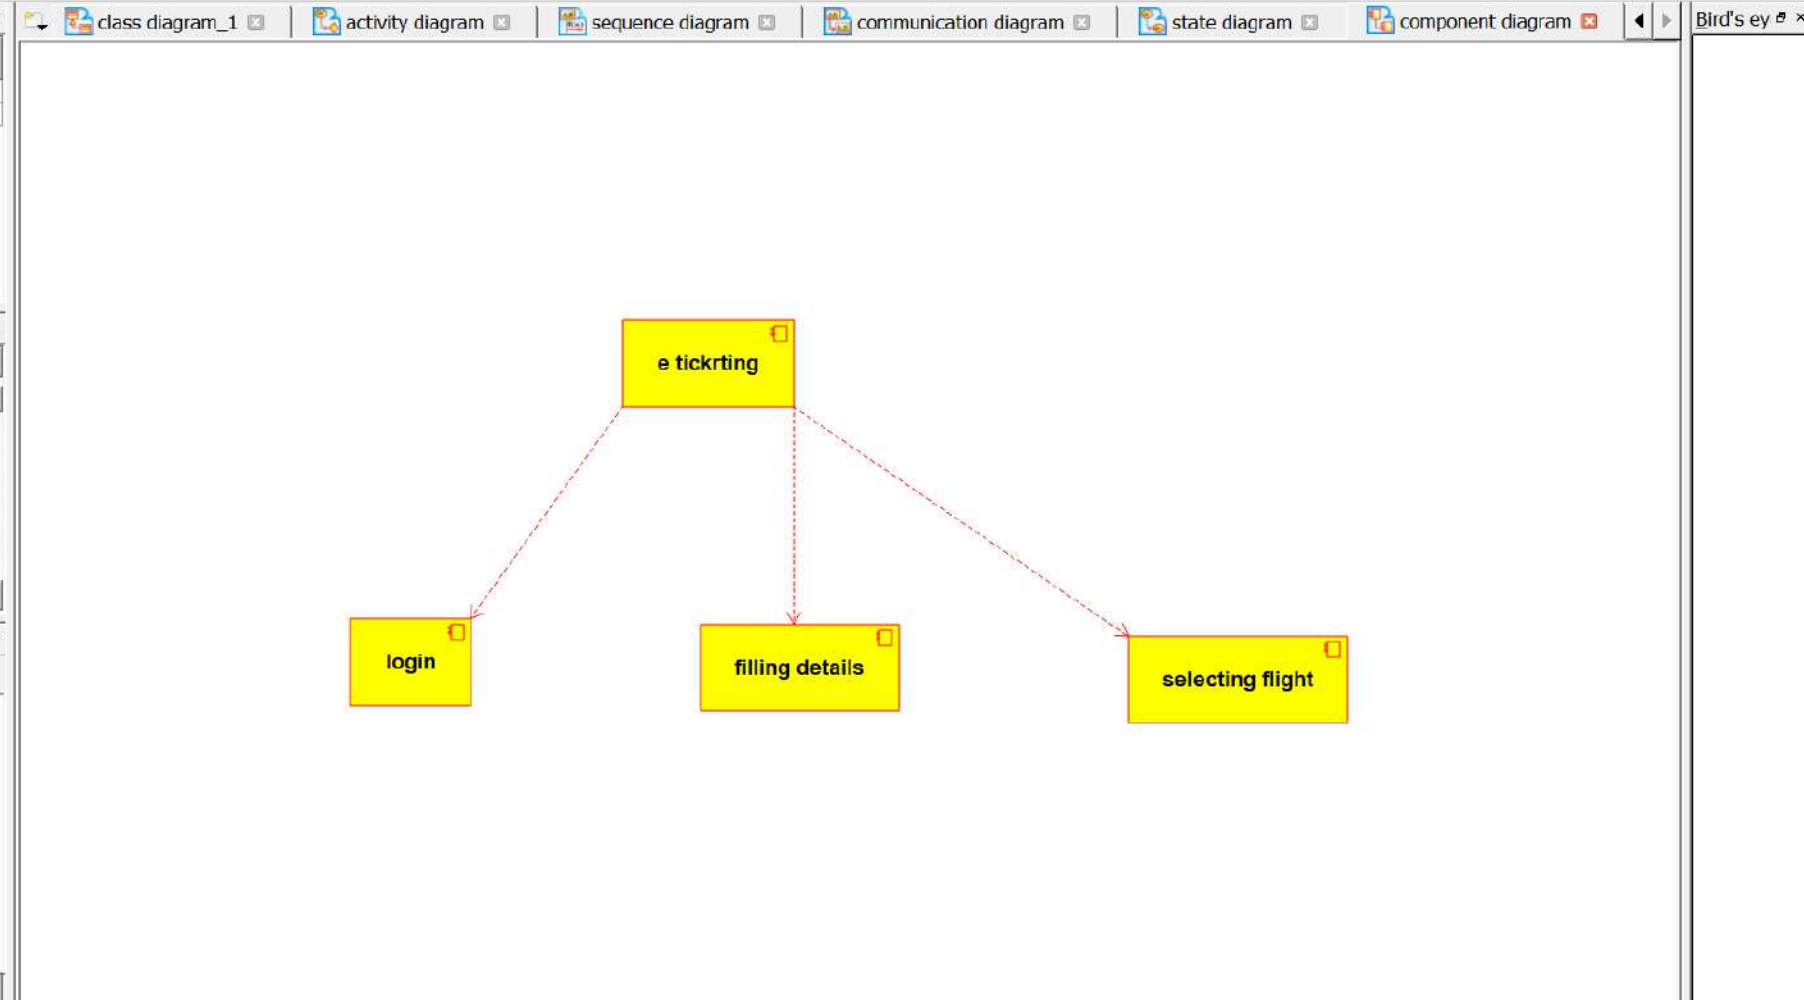 class diagram_1
activity diagram
sequence diagram
communication diagram
state diagram
component diagram
Bird's ey
e tickrting
login
filling details
selecting flight